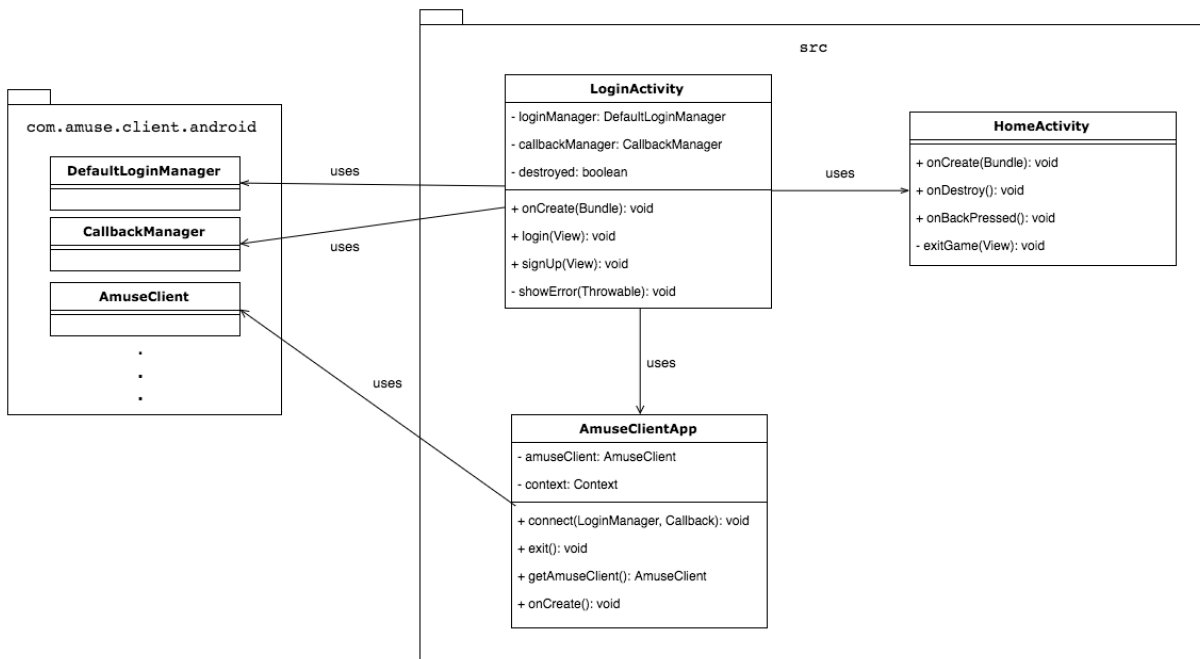 src
com.amuse.client.android
DefaultLoginManager
CallbackManager
AmuseClient
.
.
.
uses
uses
uses
LoginActivity
- loginManager: DefaultLoginManager
- callbackManager: CallbackManager
- destroyed: boolean
+ onCreate(Bundle): void
+ login(View): void
+ signUp(View): void
- showError(Throwable): void
uses
HomeActivity
+ onCreate(Bundle): void
+ onDestroy(): void
+ onBackPressed(): void
- exitGame(View): void
uses
AmuseClientApp
- amuseClient: AmuseClient
- context: Context
+ connect(LoginManager, Callback): void
+ exit(): void
+ getAmuseClient(): AmuseClient
+ onCreate(): void